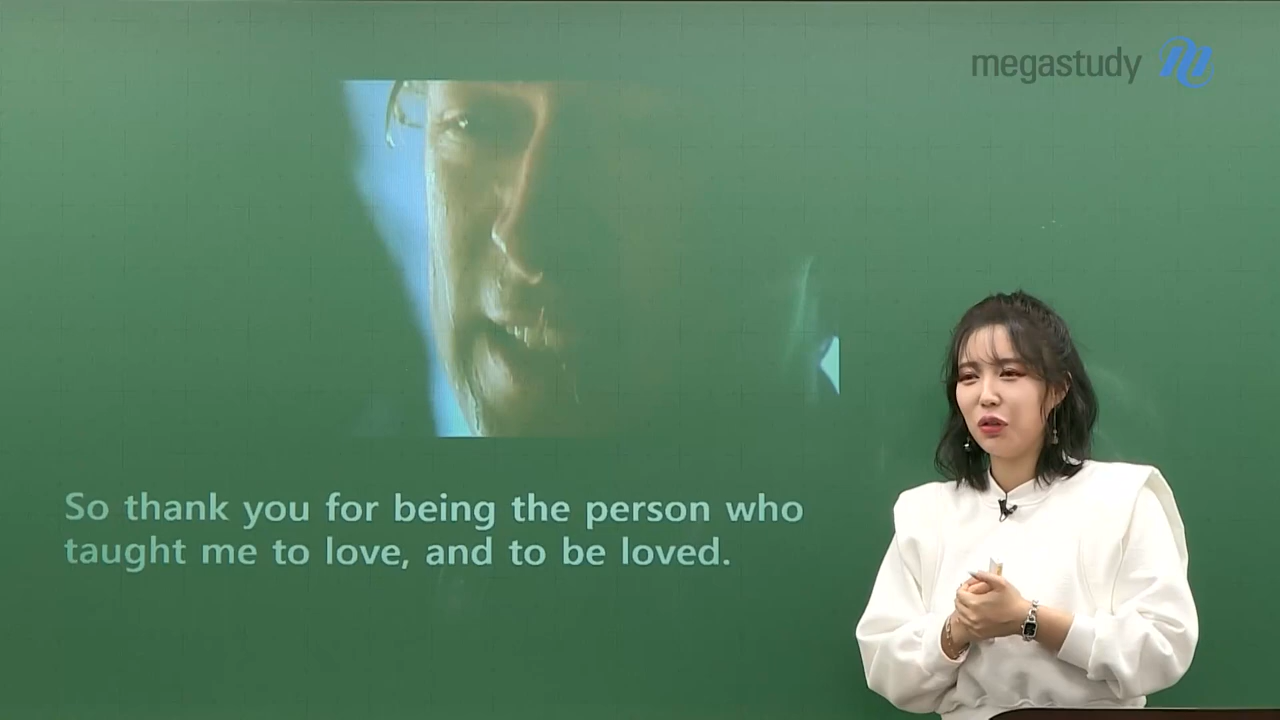 megastudy
So thank you for being the person who
taught me to love, and to be loved.